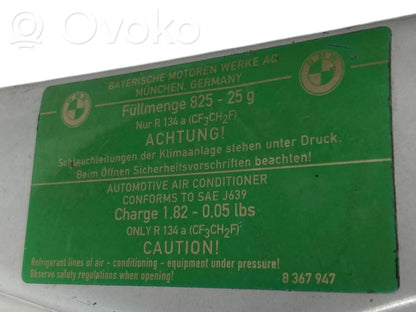 Ovoko
BAYERISCHE MOTOREN WERKE AG
MÜNCHEN, GERMANY
Füllmenge 825 - 25 g
Nur R 134 a (CF3CH2F)
ACHTUNG!
Schlauchleitungen der Klimaanlage stehen unter Druck.
Beim Öffnen Sicherheitsvorschriften beachten!
AUTOMOTIVE AIR CONDITIONER
CONFORMS TO SAE J639
Charge 1.82 - 0.05 lbs
ONLY R 134 a (CF3CH2F)
CAUTION!
Refrigerant lines of air - conditioning - equipment under pressure!
Observe safety regulations when opening!
8 367 947